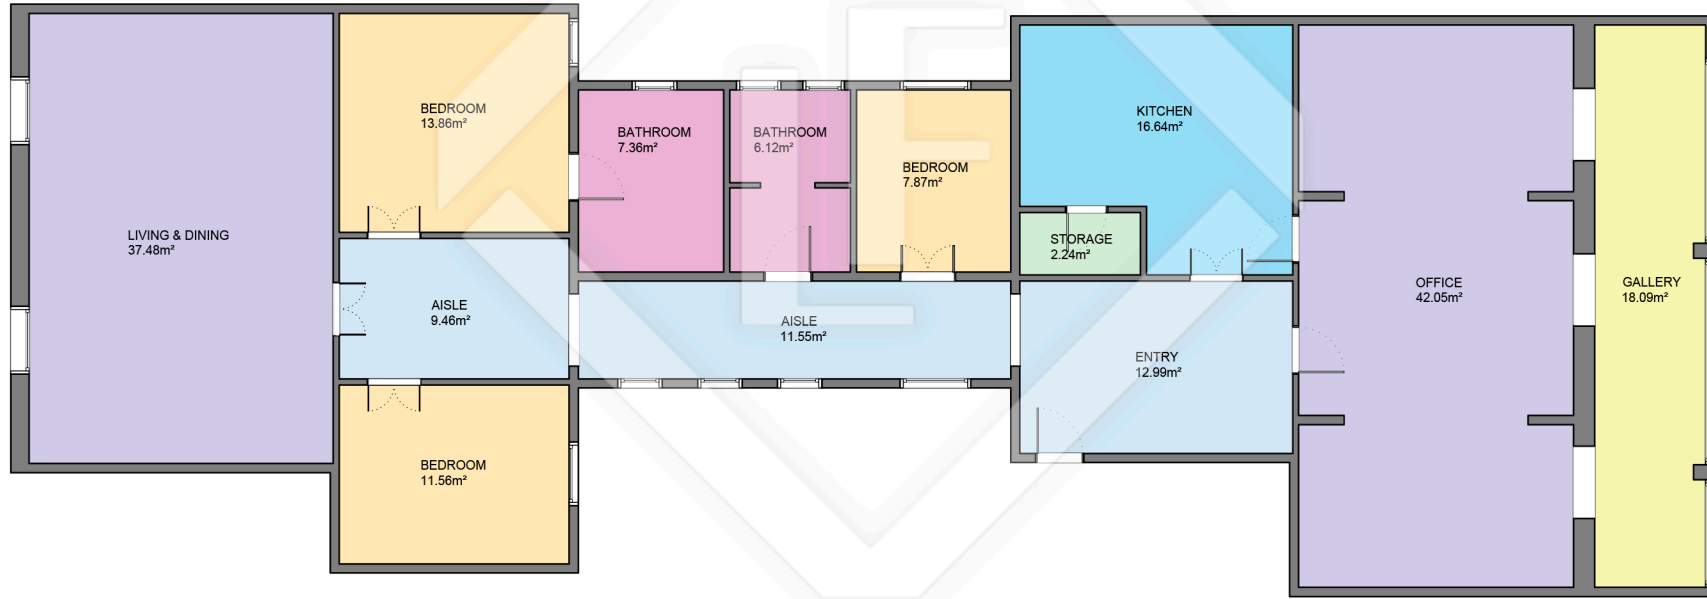 BEDROOM
13.86m²
BATHROOM
7.36m²
BATHROOM
6.12m²
BEDROOM
7.87m²
KITCHEN
16.64m²
LIVING & DINING
37.48m²
STORAGE
2.24m²
AISLE
9.46m²
AISLE
11.55m²
ENTRY
12.99m²
OFFICE
42.05m²
GALLERY
18.09m²
BEDROOM
11.56m²